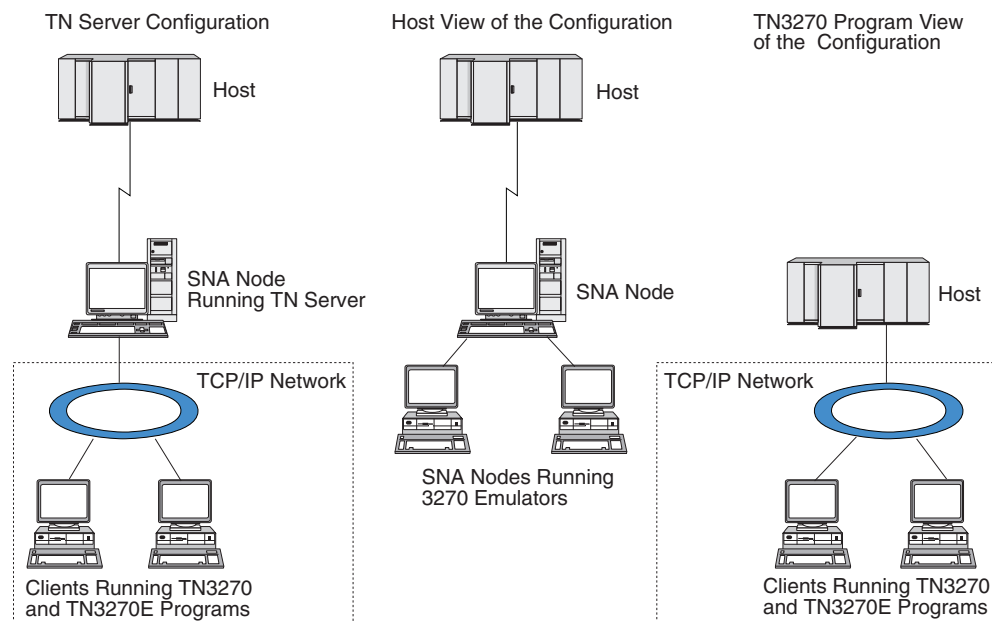 TN Server Configuration
Host View of the Configuration
TN3270 Program View
of the Configuration
Host
Host
SNA Node
Running TN Server
SNA Node
Host
TCP/IP Network
TCP/IP Network
SNA Nodes Running
3270 Emulators
Clients Running TN3270
and TN3270E Programs
Clients Running TN3270
and TN3270E Programs